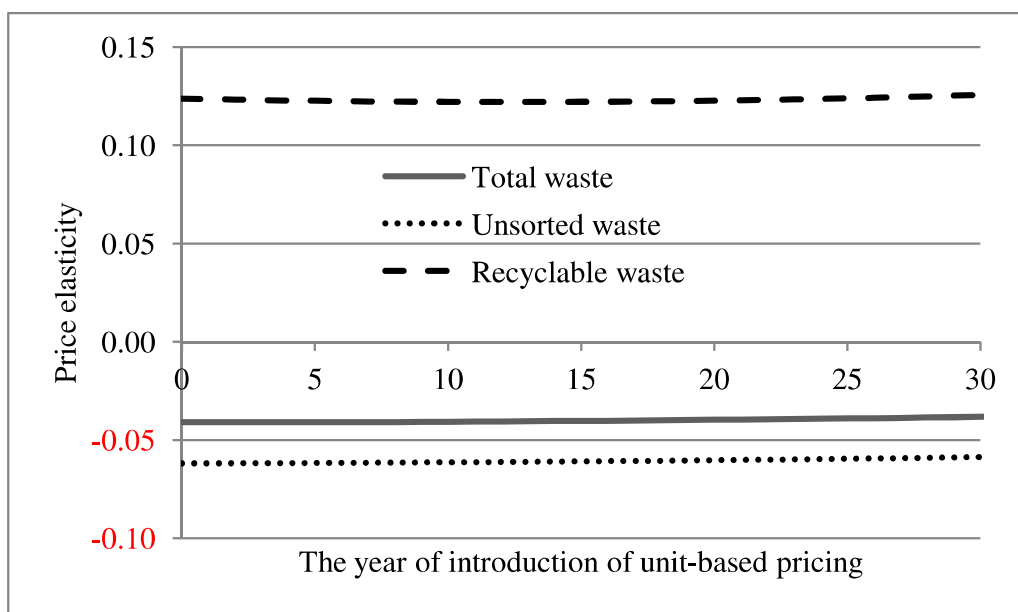 0.15
0.10
0.05
0.00
-0.05
-0.10
Price elasticity
Total waste
Unsorted waste
Recyclable waste
0 5 10 15 20 25 30
The year of introduction of unit-based pricing